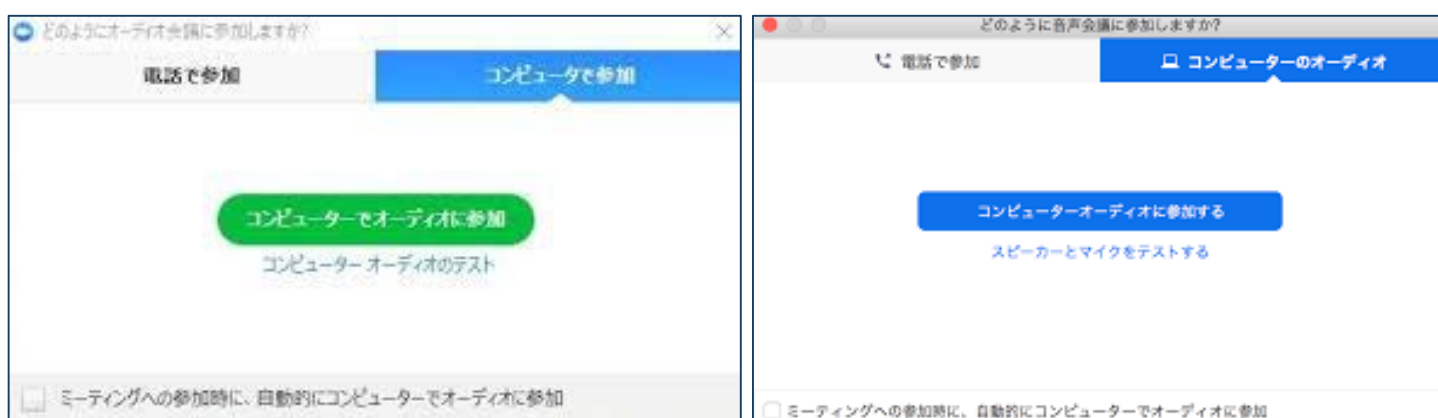 どのようにオーディオ会議に参加しますか?
電話で参加
コンピュータで参加
コンピューターでオーディオに参加
コンピューター オーディオのテスト
ミーティングへの参加時に、自動的にコンピューターでオーディオに参加
どのように音声会議に参加しますか?
電話で参加
コンピューターのオーディオ
コンピューターオーディオに参加する
スピーカーとマイクをテストする
ミーティングへの参加時に、自動的にコンピューターでオーディオに参加